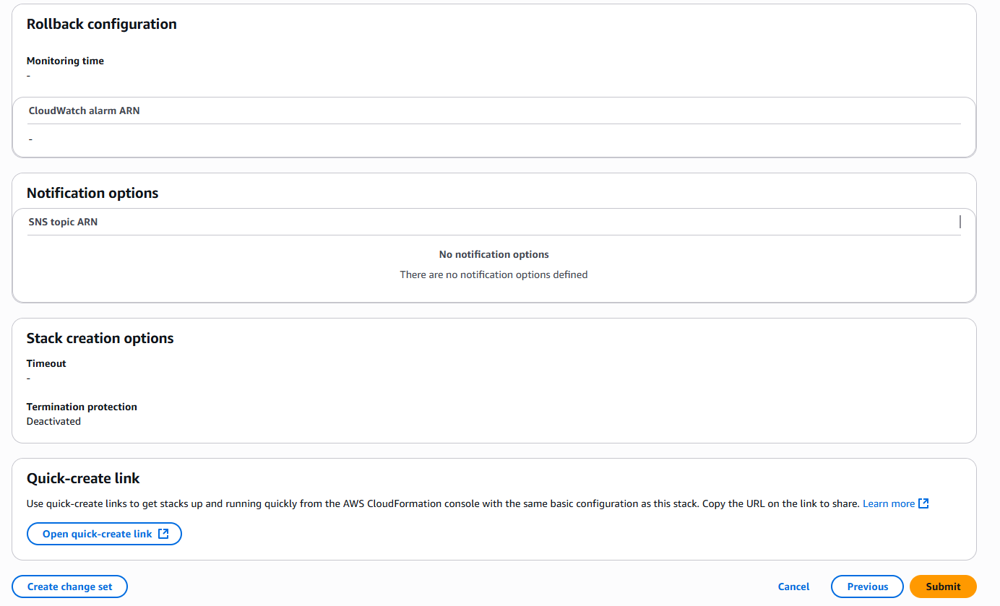 Rollback configuration
Monitoring time
-
CloudWatch alarm ARN
-
Notification options
SNS topic ARN
No notification options
There are no notification options defined
Stack creation options
Timeout
-
Termination protection
Deactivated
Quick-create link
Use quick-create links to get stacks up and running quickly from the AWS CloudFormation console with the same basic configuration as this stack. Copy the URL on the link to share. Learn more
Open quick-create link
Create change set
Cancel
Previous
Submit